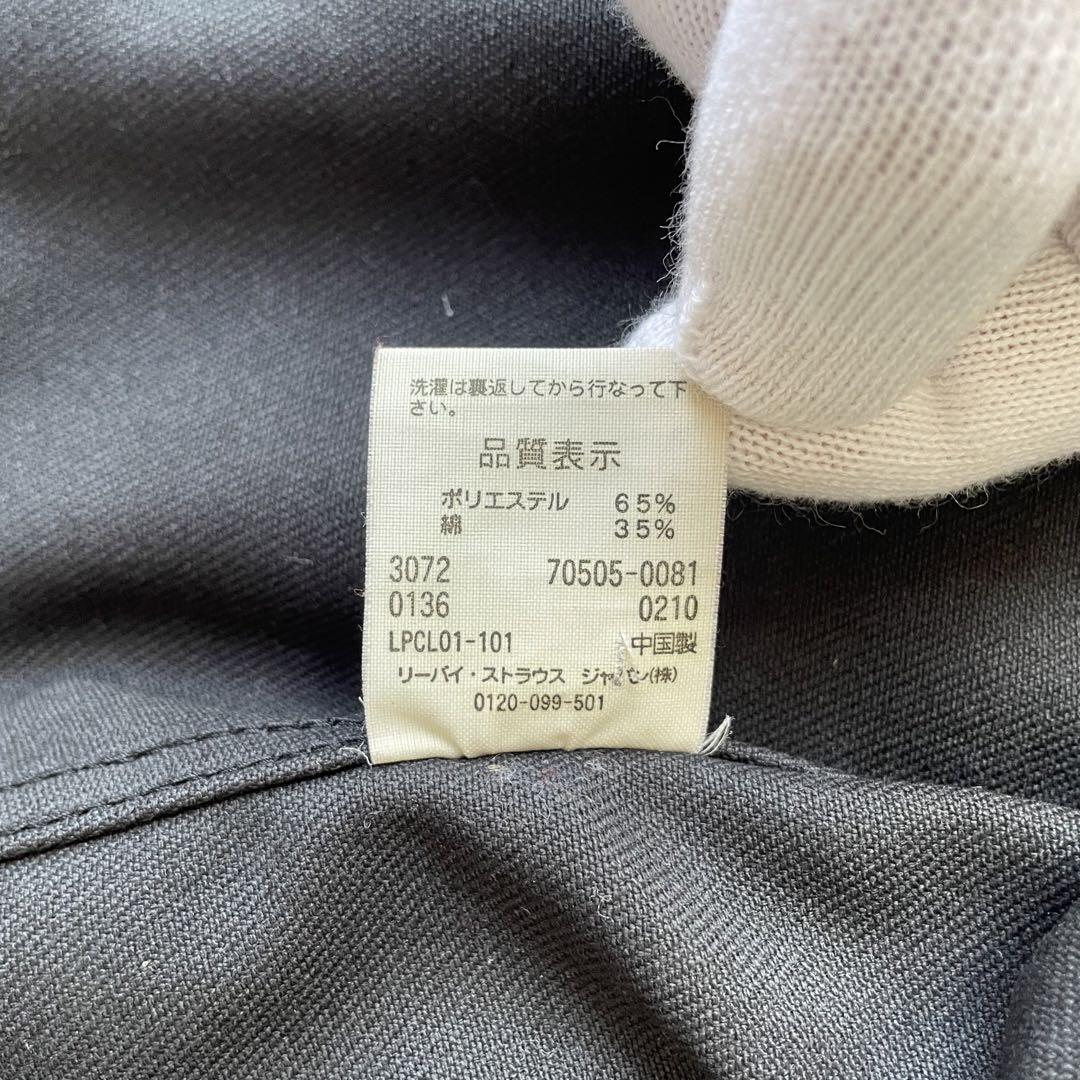 洗濯は裏返してから行なって下
さい。
品質表示
ポリエステル 65%
綿 35%
3072 70505-0081
0136 0210
LPCL01-101 中国製
リーバイ・ストラウス ジャパン(株)
0120-099-501